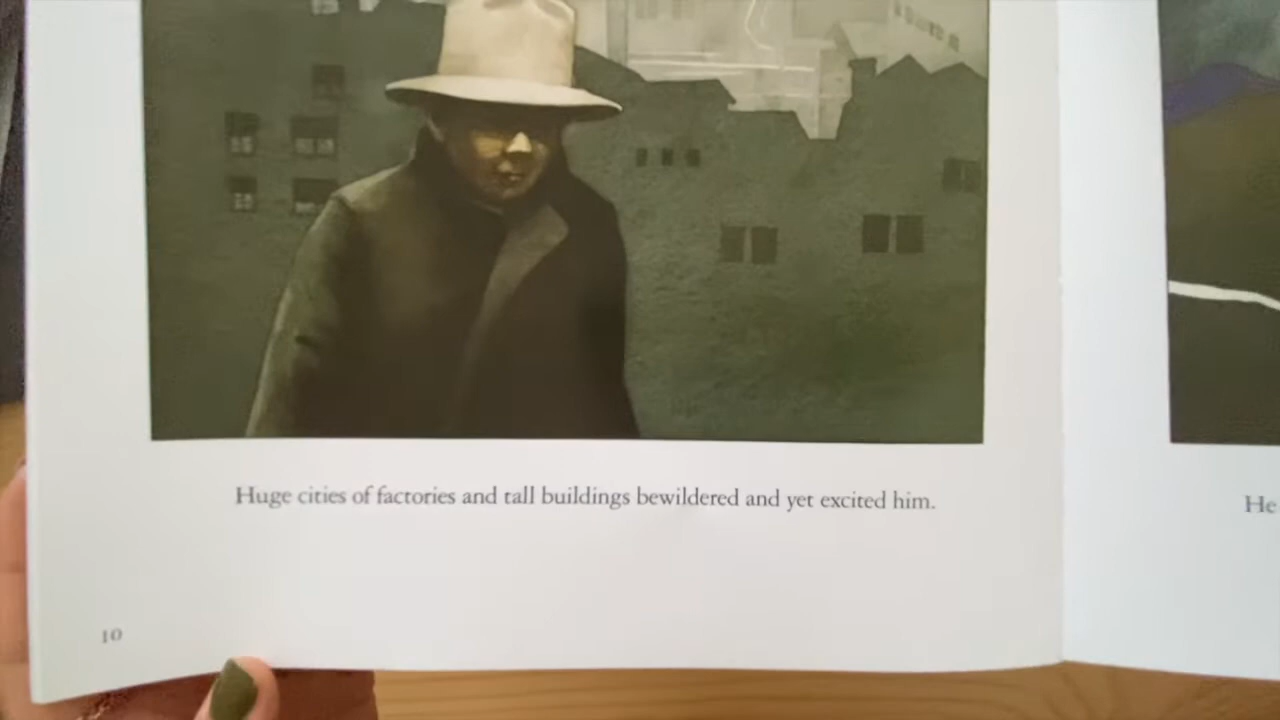 Huge cities of factories and tall buildings bewildered and yet excited him.
He
10